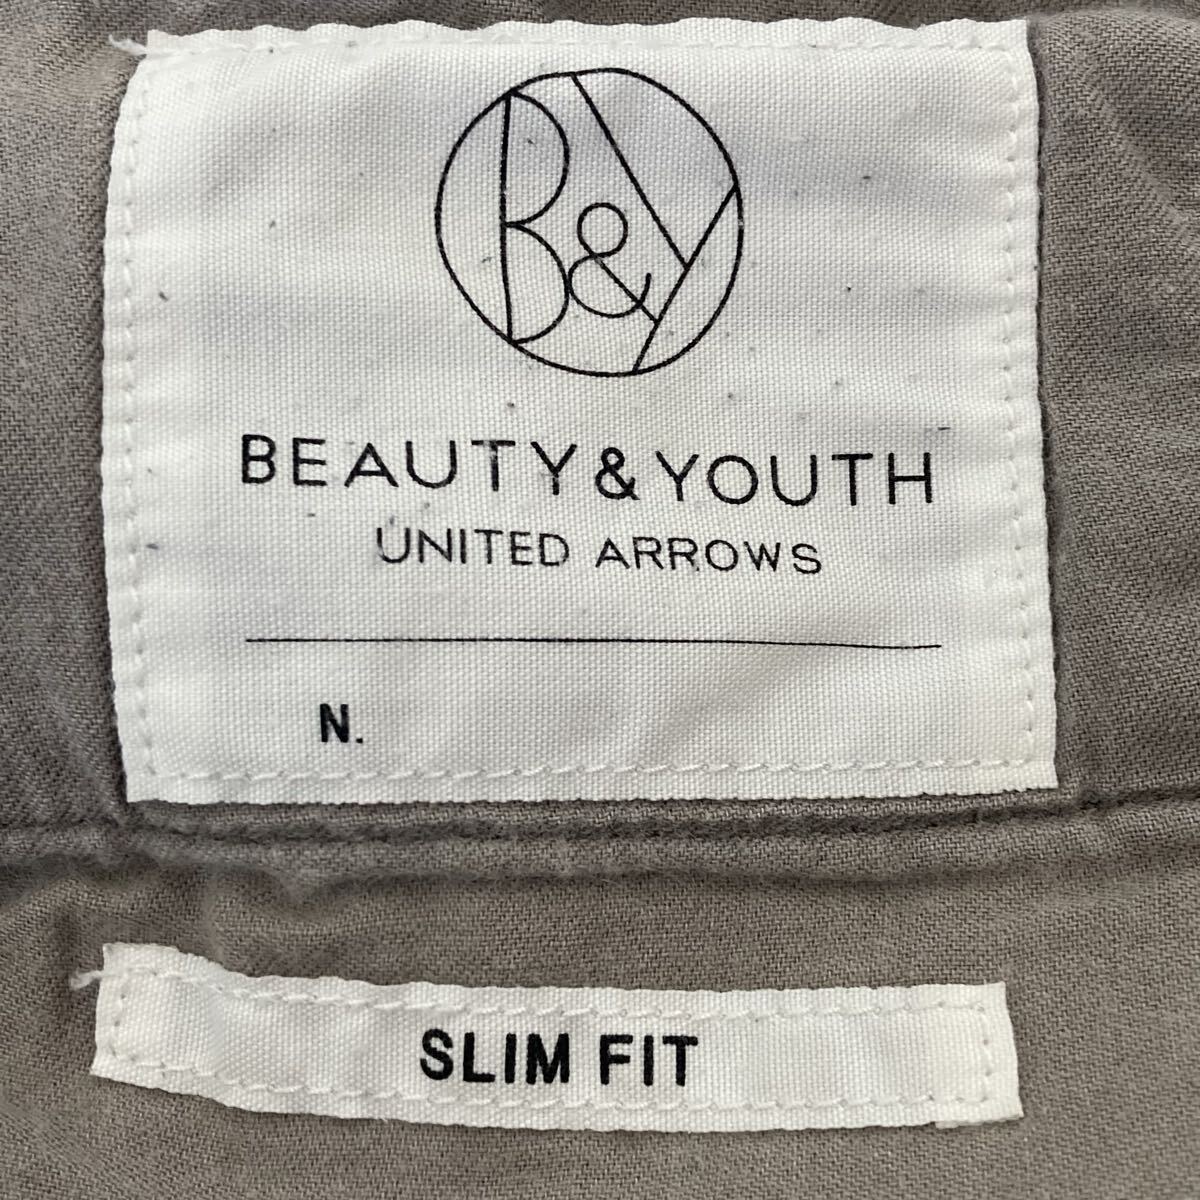 B&Y
BEAUTY&YOUTH
UNITED ARROWS
N.
SLIM FIT